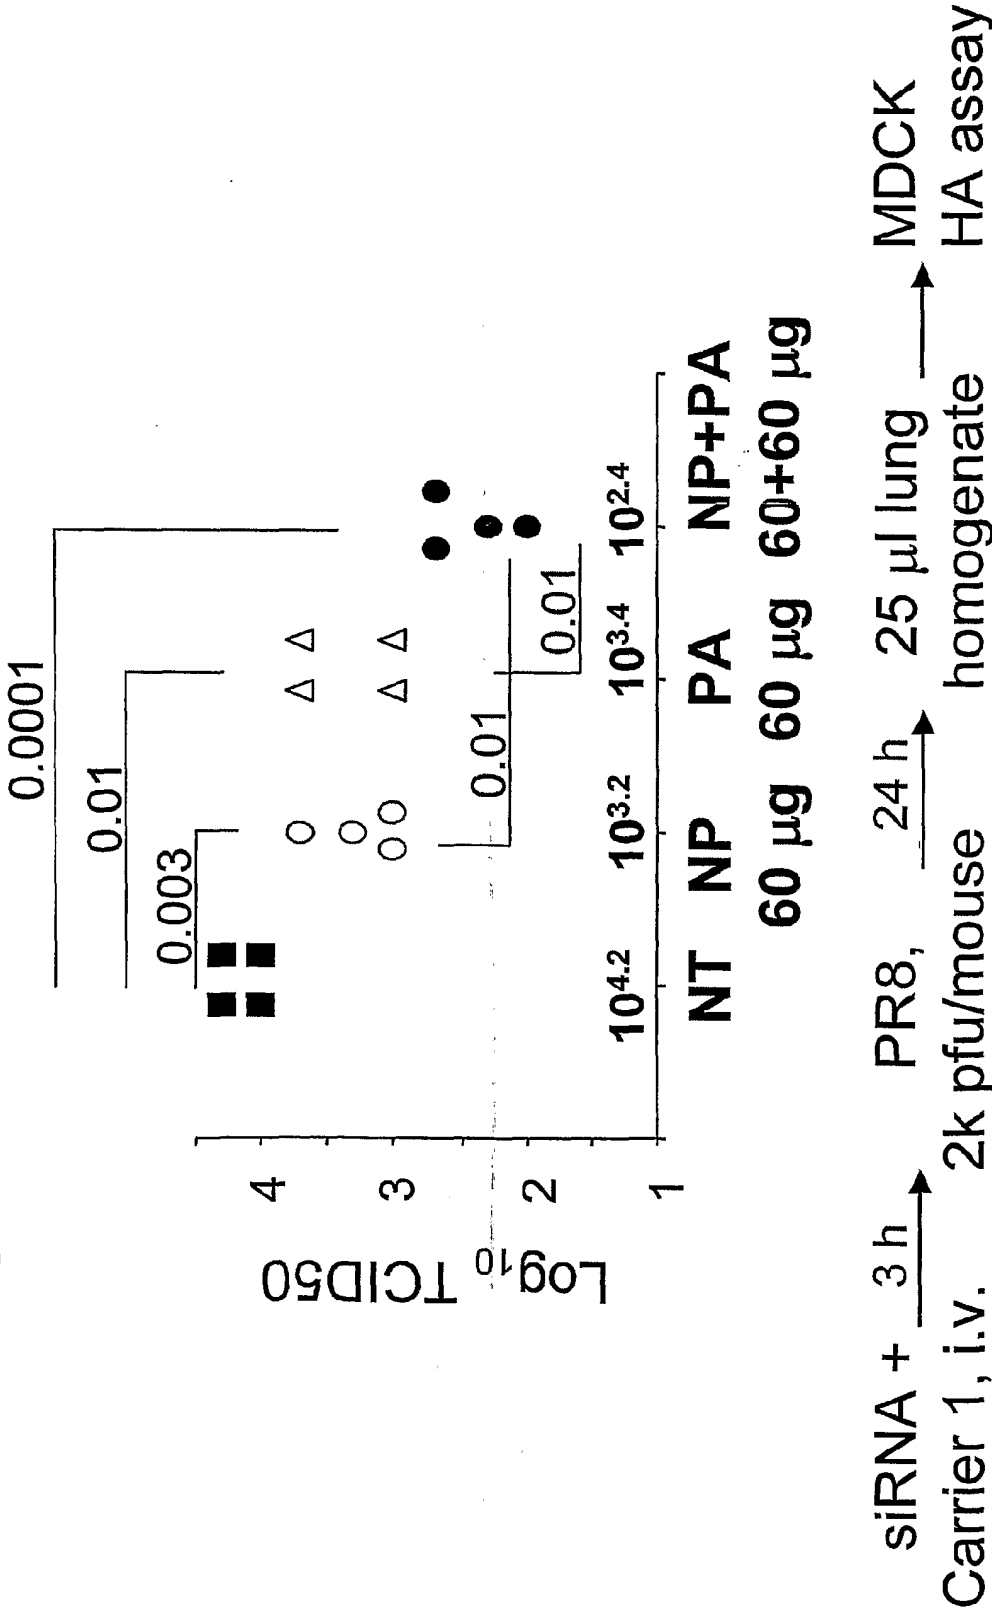 0.0001
0.01
0.003
0.01
0.01
Log10 TCID50
4
3
2
1
10^4.2 10^3.2 10^3.4 10^2.4
NT NP PA NP+PA
60 µg 60 µg 60+60 µg
siRNA + 3 h PR8, 24 h 25 µl lung MDCK
Carrier 1, i.v. 2k pfu/mouse homogenate HA assay